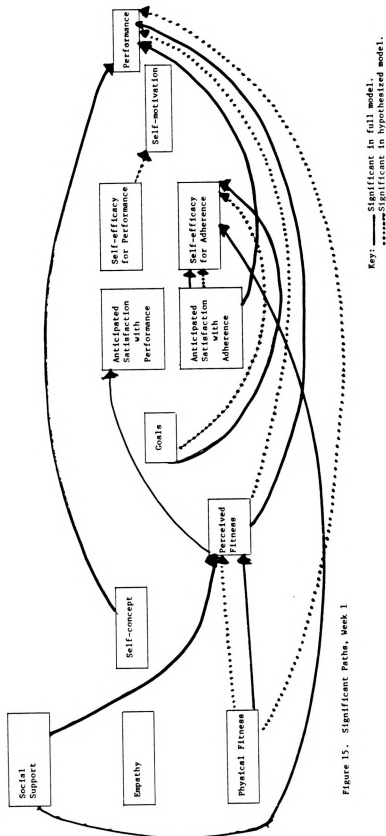 Social
Support
Empathy
Physical Fitness
Self-concept
Perceived
Fitness
Goals
Anticipated
Satisfaction
with
Performance
Anticipated
Satisfaction
with
Adherence
Self-efficacy
for Performance
Self-efficacy
for Adherence
Self-motivation
Performance
Key: Significant in full model.
Significant in hypothesized model.
Figure 15. Significant Paths, Week 1